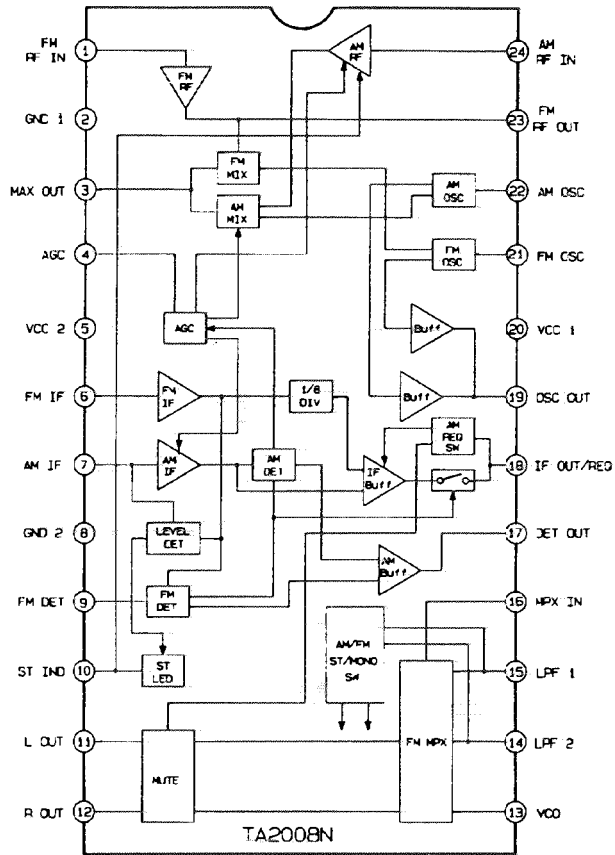 FM
RF IN
1
FM
RF
AM
RF
24
AM
RF IN
GND 1
2
23
FM
RF OUT
MAX OUT
3
FM
MIX
AM
MIX
AM
OSC
22
AM OSC
AGC
4
FM
OSC
21
FM OSC
VCC 2
5
AGC
Buff
20
VCC 1
FM IF
6
FM
IF
1/8
DIV
Buff
19
OSC OUT
AM IF
7
AM
IF
AM
DET
IF
Buff
AM
REQ
SW
18
IF OUT/REQ
GND 2
8
LEVEL
DET
AM
Buff
17
DET OUT
FM DET
9
FM
DET
16
MPX IN
AM/FM
ST/MONO
SW
ST IND
10
ST
LED
15
LPF 1
L OUT
11
MUTE
FM MPX
14
LPF 2
R OUT
12
13
VCO
TA2008N